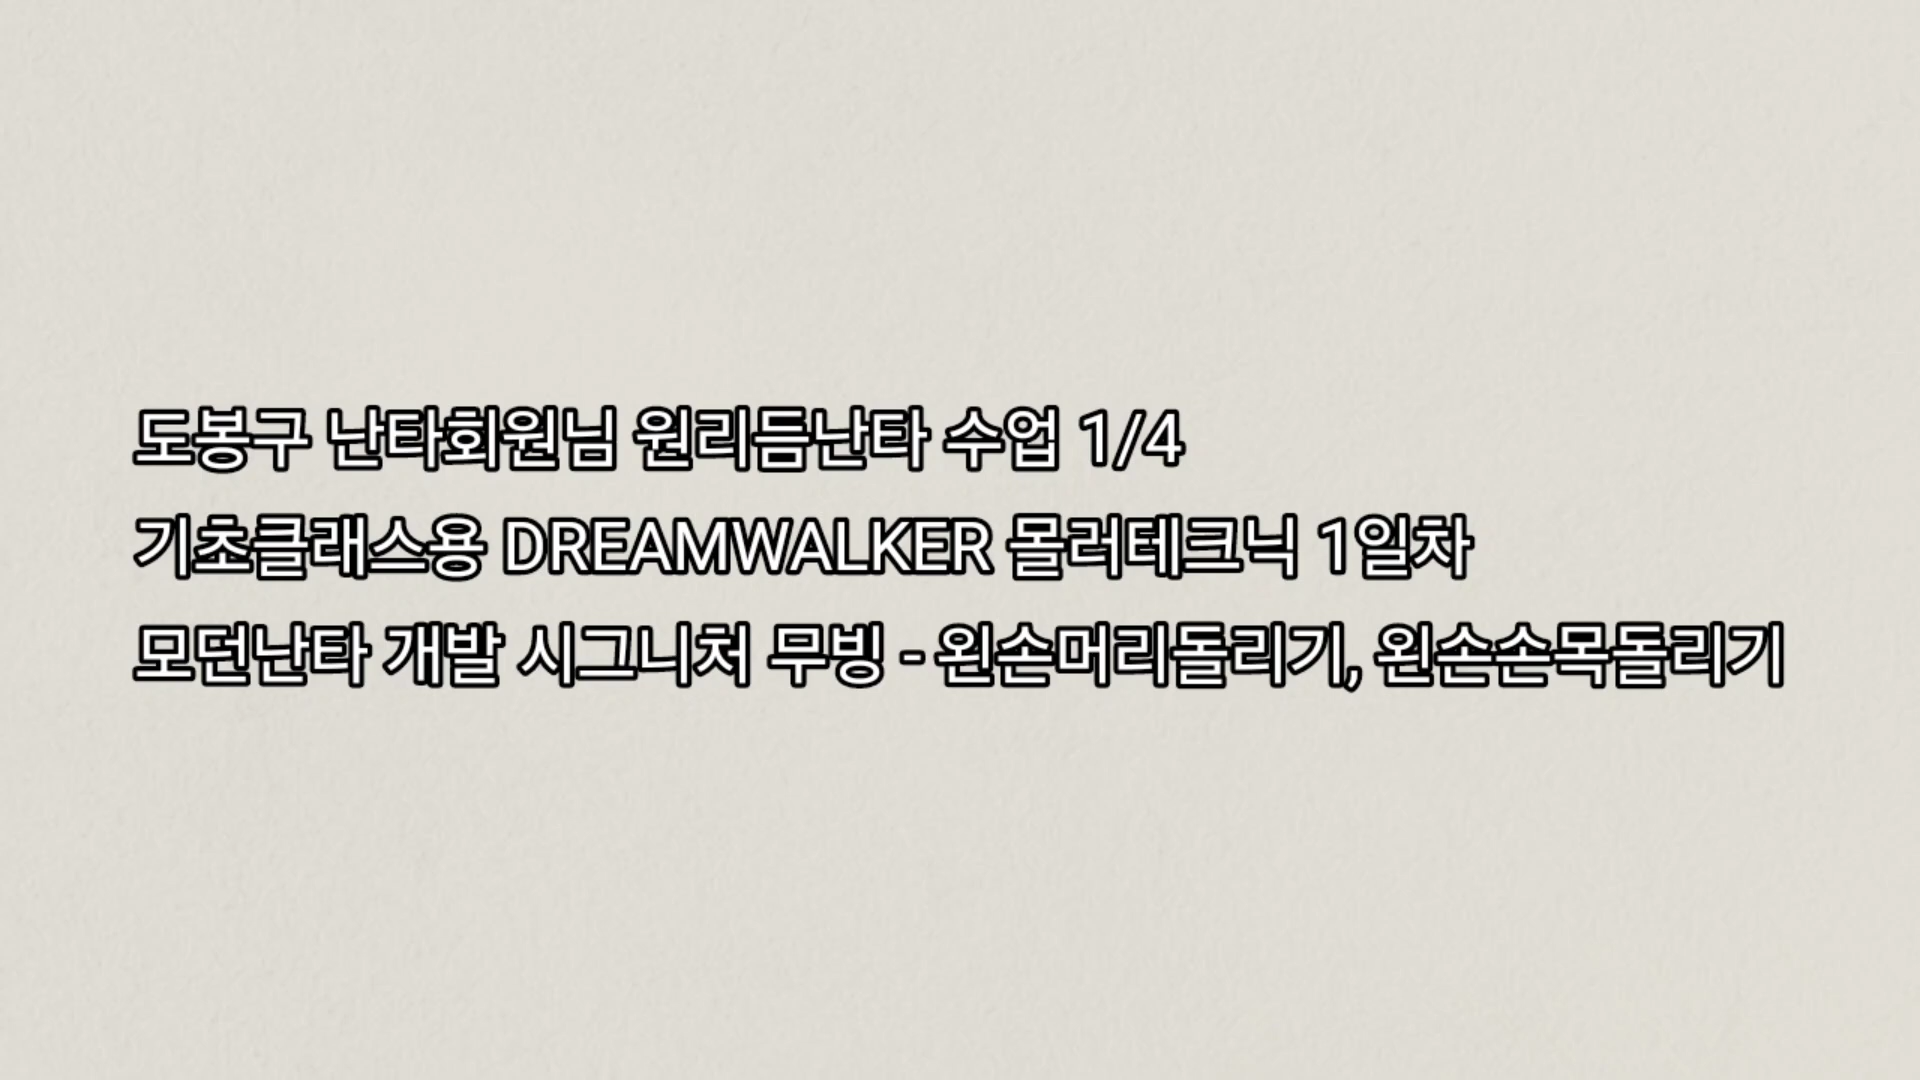 도봉구 난타회원님 원리듬난타 수업 1/4
기초클래스용 DREAMWALKER 몰러테크닉 1일차
모던난타 개발 시그니처 무빙 - 왼손머리돌리기, 왼손손목돌리기